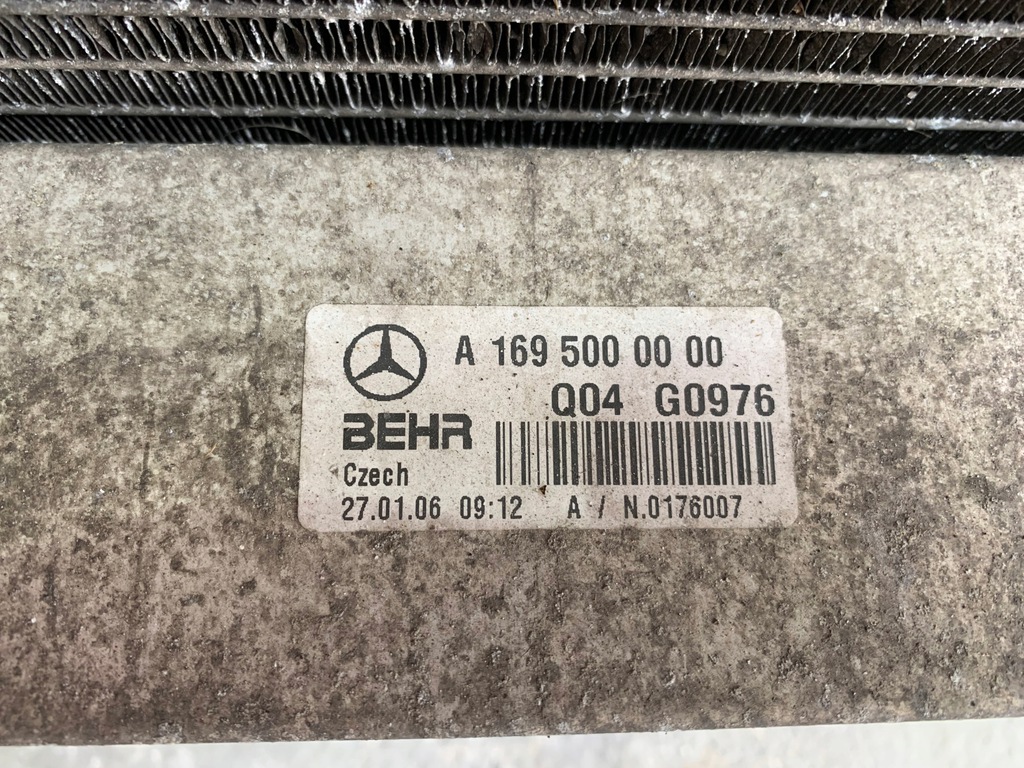 A 169 500 00 00
Q04 G0976
BEHR
Czech
27.01.06 09:12 A / N.0176007